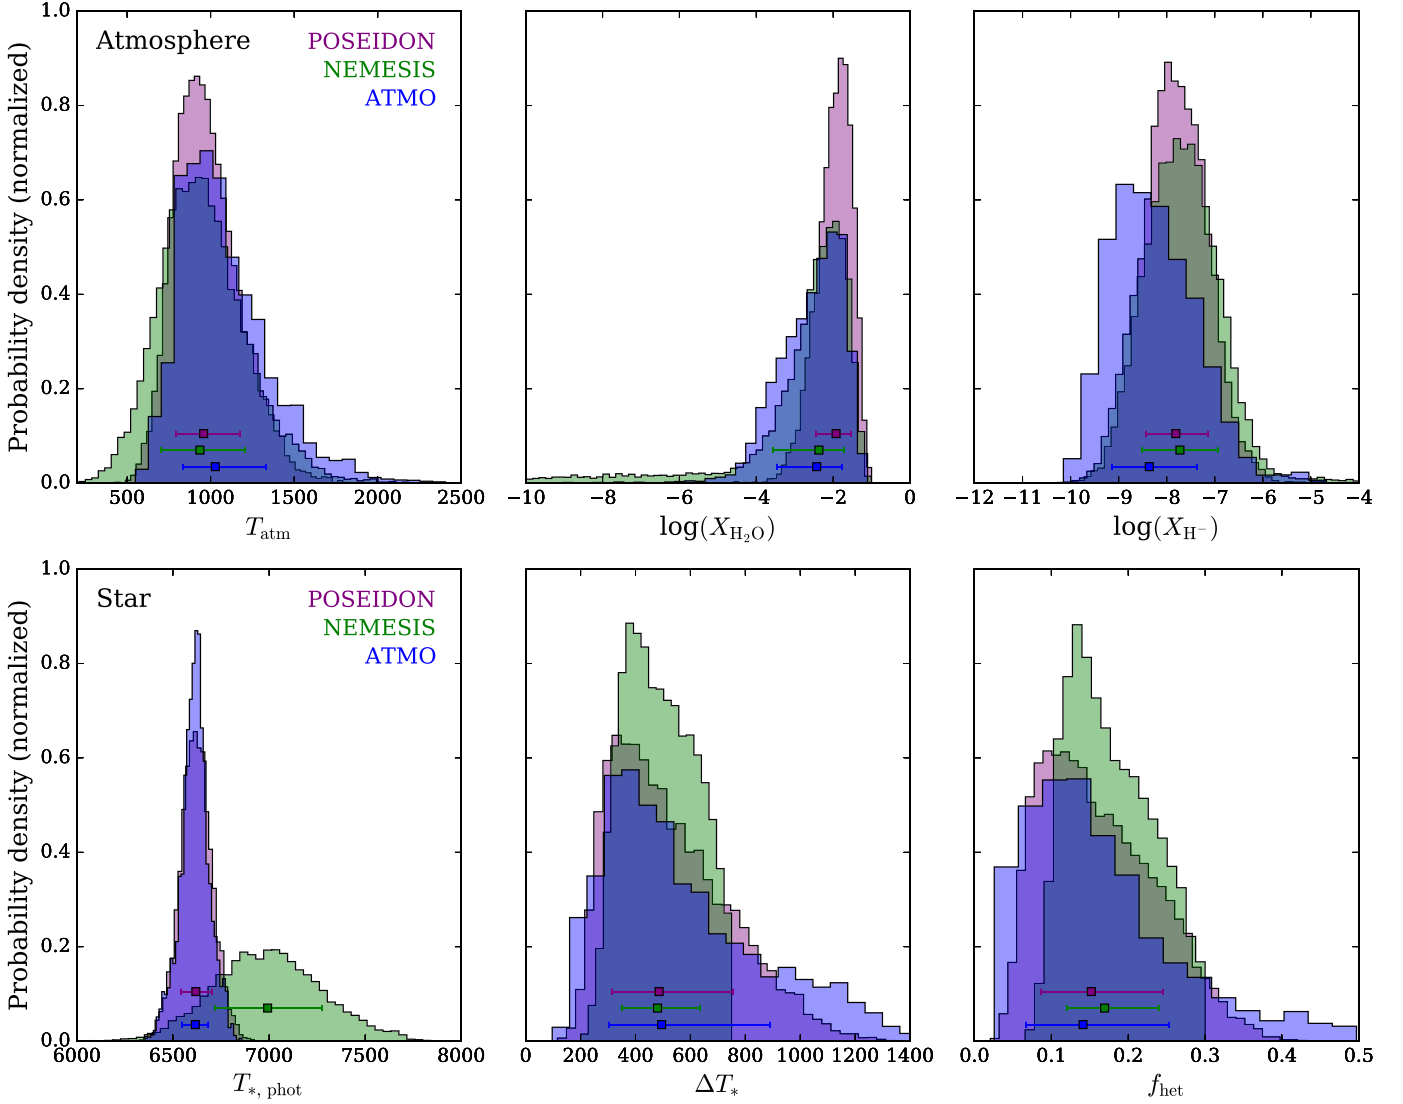 Probability density (normalized)
1.0
0.8
0.6
0.4
0.2
0.0
Atmosphere
POSEIDON
NEMESIS
ATMO
500 1000 1500 2000 2500
T_atm
−10 −8 −6 −4 −2 0
log(X_H₂O)
−12 −11 −10 −9 −8 −7 −6 −5 −4
log(X_H⁻)
Probability density (normalized)
1.0
0.8
0.6
0.4
0.2
0.0
Star
POSEIDON
NEMESIS
ATMO
6000 6500 7000 7500 8000
T_*, phot
0 200 400 600 800 1000 1200 1400
ΔT_*
0.0 0.1 0.2 0.3 0.4 0.5
f_het